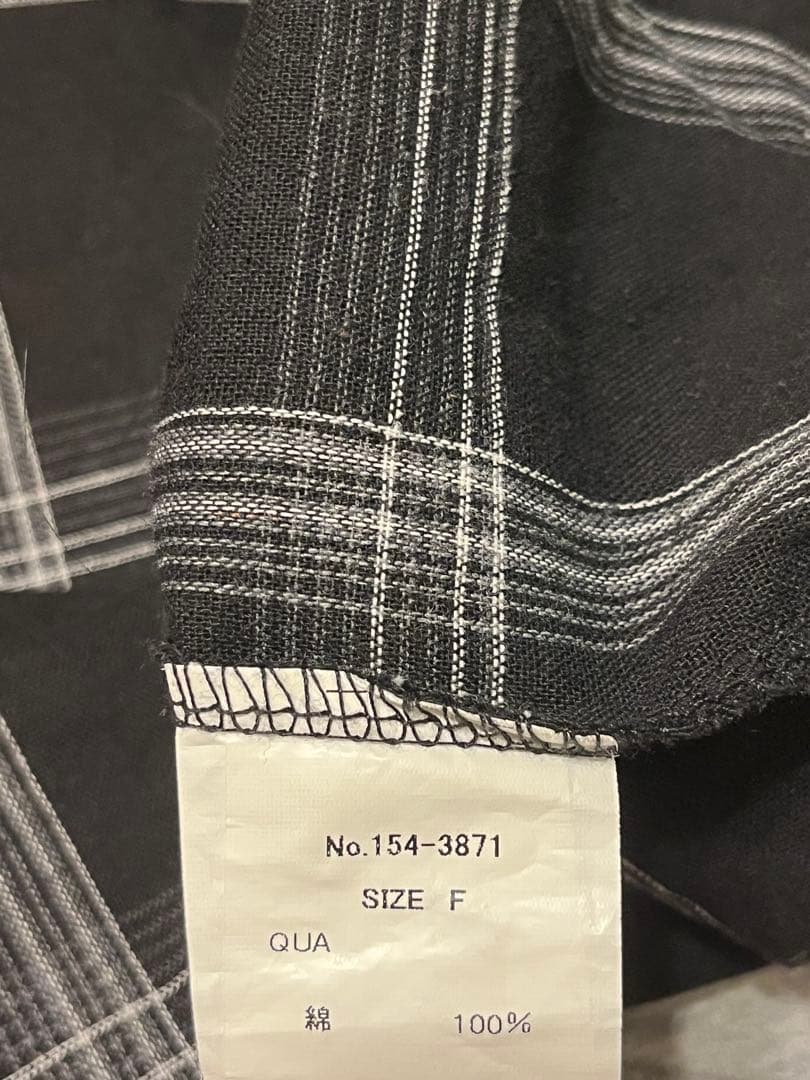 No.154-3871
SIZE F
QUA
綿 100%